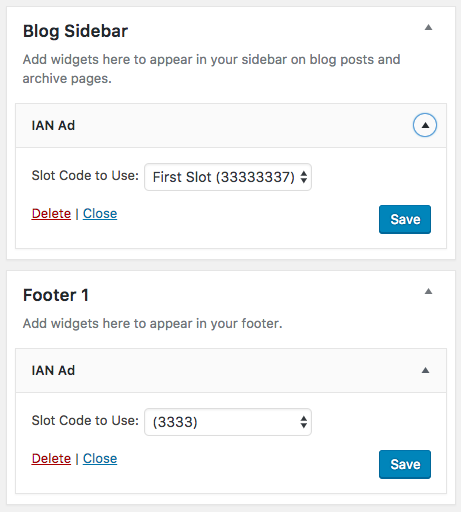 Blog Sidebar
Add widgets here to appear in your sidebar on blog posts and
archive pages.
IAN Ad
Slot Code to Use: First Slot (33333337)
Delete | Close
Save
Footer 1
Add widgets here to appear in your footer.
IAN Ad
Slot Code to Use: (3333)
Delete | Close
Save